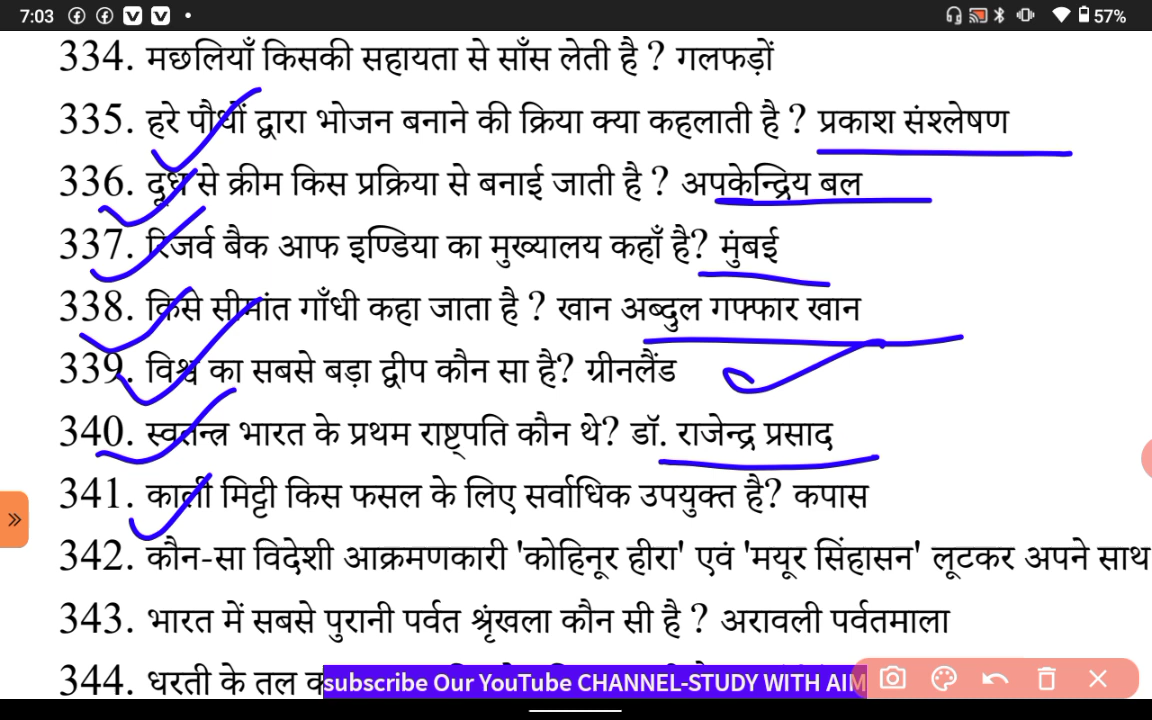 7:03 57%
334. मछलियाँ किसकी सहायता से साँस लेती है ? गलफड़ों
335. हरे पौधों द्वारा भोजन बनाने की क्रिया क्या कहलाती है ? प्रकाश संश्लेषण
336. दूध से क्रीम किस प्रक्रिया से बनाई जाती है ? अपकेन्द्रिय बल
337. रिजर्व बैक आफ इण्डिया का मुख्यालय कहाँ है? मुंबई
338. किसे सीमांत गाँधी कहा जाता है ? खान अब्दुल गफ्फार खान
339. विश्व का सबसे बड़ा द्वीप कौन सा है? ग्रीनलैंड
340. स्वतन्त्र भारत के प्रथम राष्ट्रपति कौन थे? डॉ. राजेन्द्र प्रसाद
341. काली मिट्टी किस फसल के लिए सर्वाधिक उपयुक्त है? कपास
342. कौन-सा विदेशी आक्रमणकारी 'कोहिनूर हीरा' एवं 'मयूर सिंहासन' लूटकर अपने साथ
343. भारत में सबसे पुरानी पर्वत श्रृंखला कौन सी है ? अरावली पर्वतमाला
344. धरती के तल
subscribe Our YouTube CHANNEL-STUDY WITH AIM